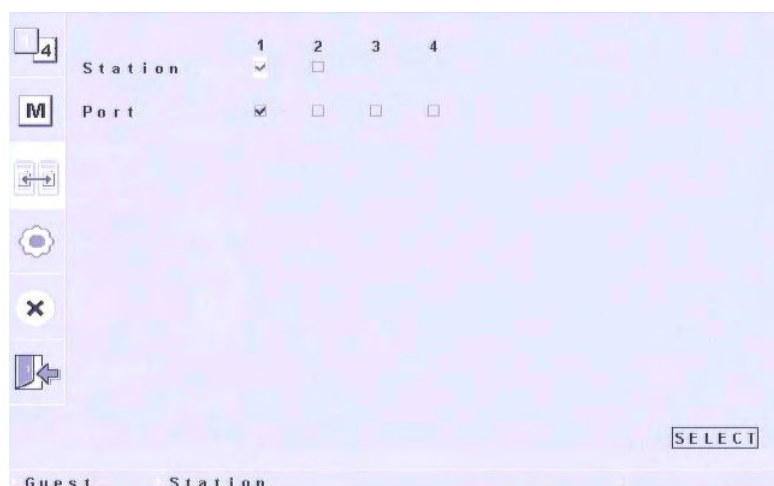 4
1 2 3 4
Station
M
Port
SELECT
Guest Station